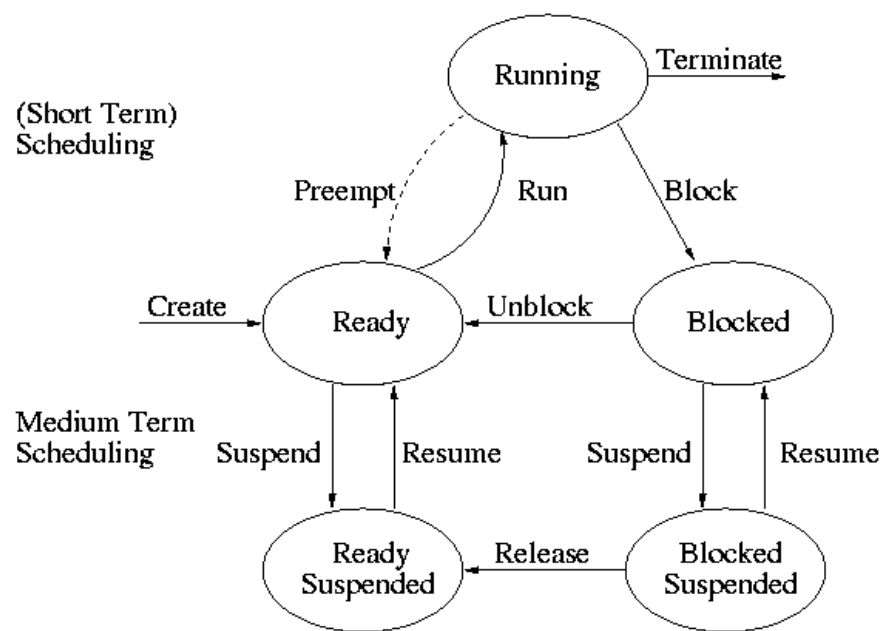 Running
Terminate
(Short Term)
Scheduling
Preempt
Run
Block
Create
Ready
Unblock
Blocked
Medium Term
Scheduling
Suspend
Resume
Suspend
Resume
Ready
Suspended
Release
Blocked
Suspended